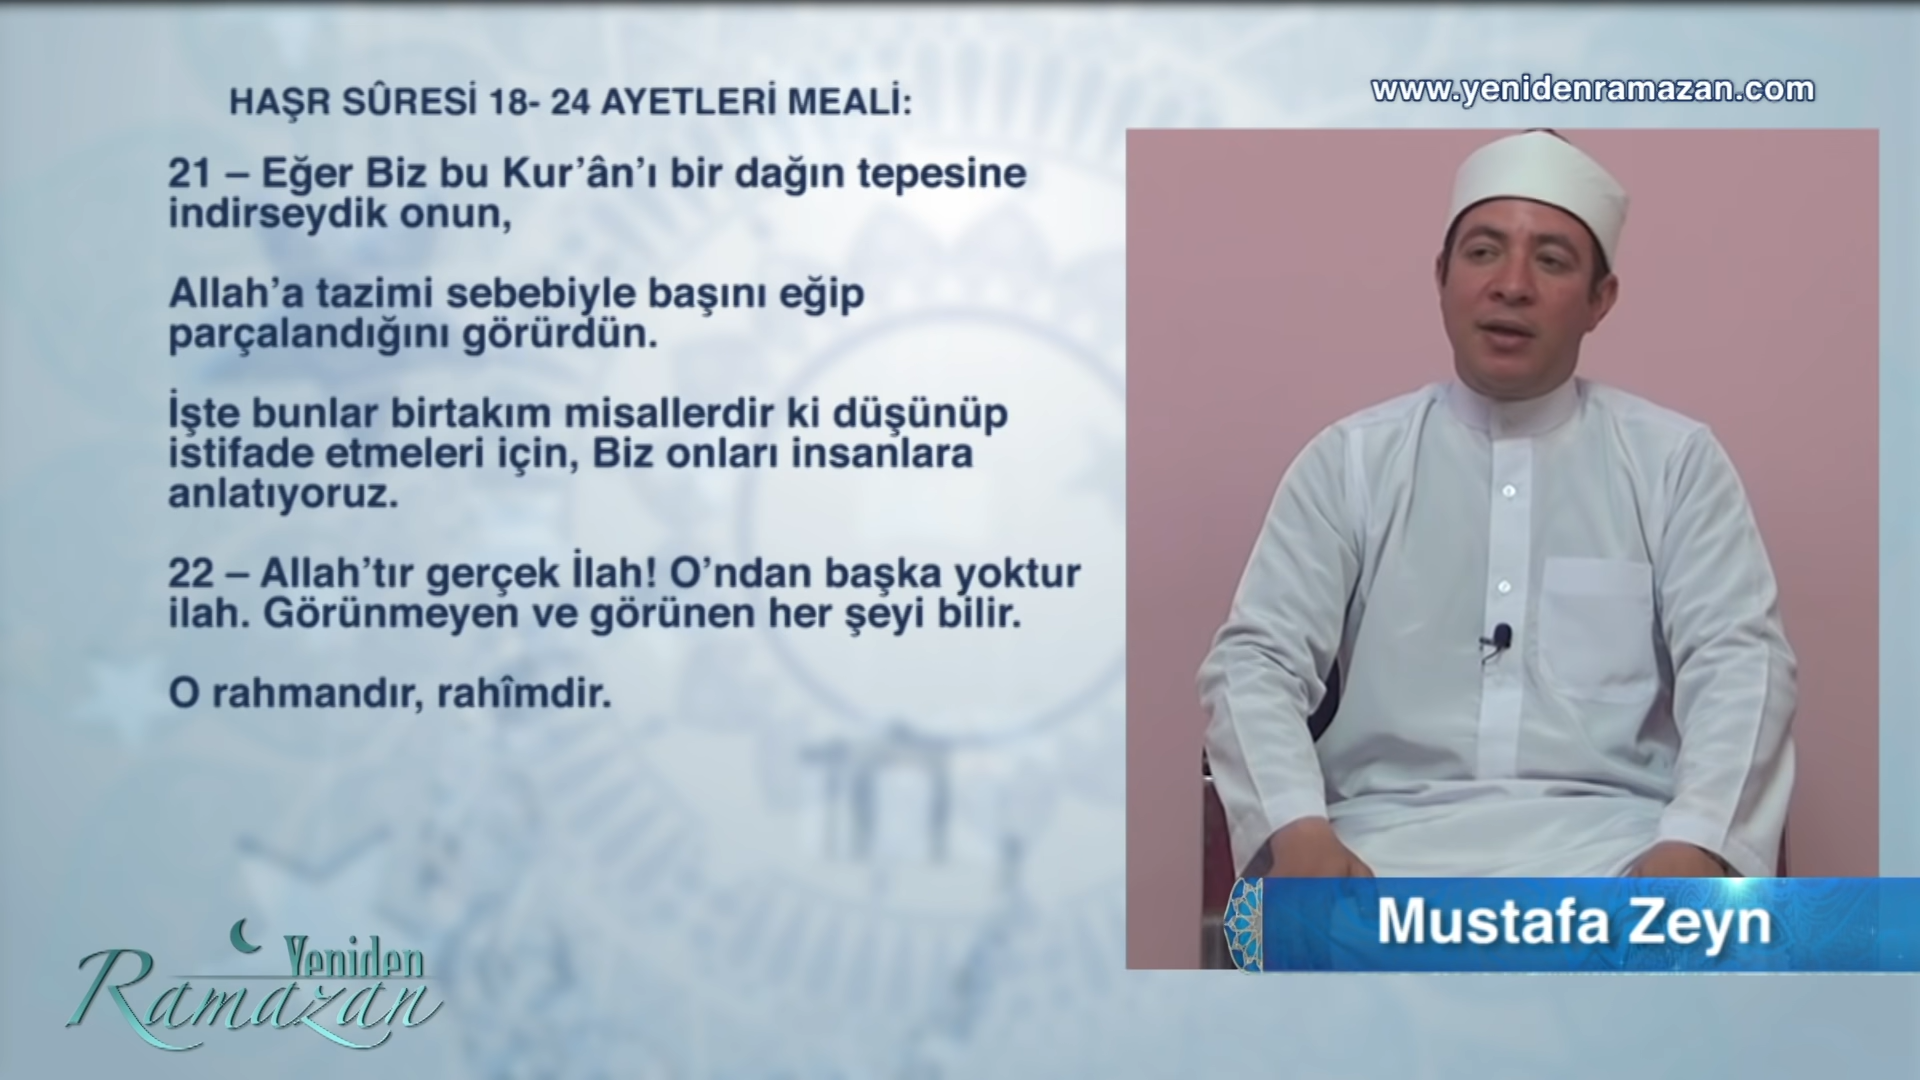 HAŞR SÛRESİ 18- 24 AYETLERİ MEALİ:
www.yenidenramazan.com
21 – Eğer Biz bu Kur’ân’ı bir dağın tepesine
indirseydik onun,
Allah’a tazimi sebebiyle başını eğip
parçalandığını görürdün.
İşte bunlar birtakım misallerdir ki düşünüp
istifade etmeleri için, Biz onları insanlara
anlatıyoruz.
22 – Allah’tır gerçek İlah! O’ndan başka yoktur
ilah. Görünmeyen ve görünen her şeyi bilir.
O rahmandır, rahîmdir.
Mustafa Zeyn
Yeniden
Ramazan